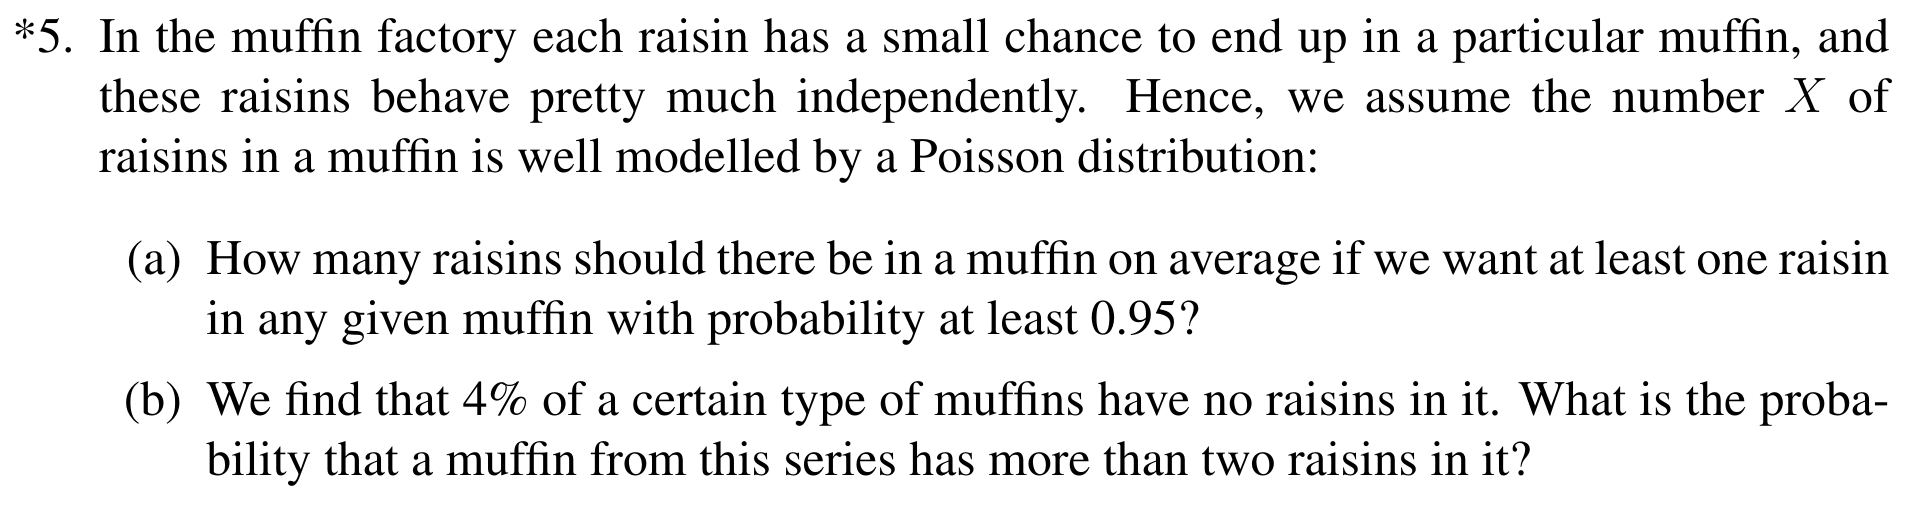 *5. In the muffin factory each raisin has a small chance to end up in a particular muffin, and
these raisins behave pretty much independently. Hence, we assume the number X of
raisins in a muffin is well modelled by a Poisson distribution:
(a) How many raisins should there be in a muffin on average if we want at least one raisin
in any given muffin with probability at least 0.95?
(b) We find that 4% of a certain type of muffins have no raisins in it. What is the proba-
bility that a muffin from this series has more than two raisins in it?